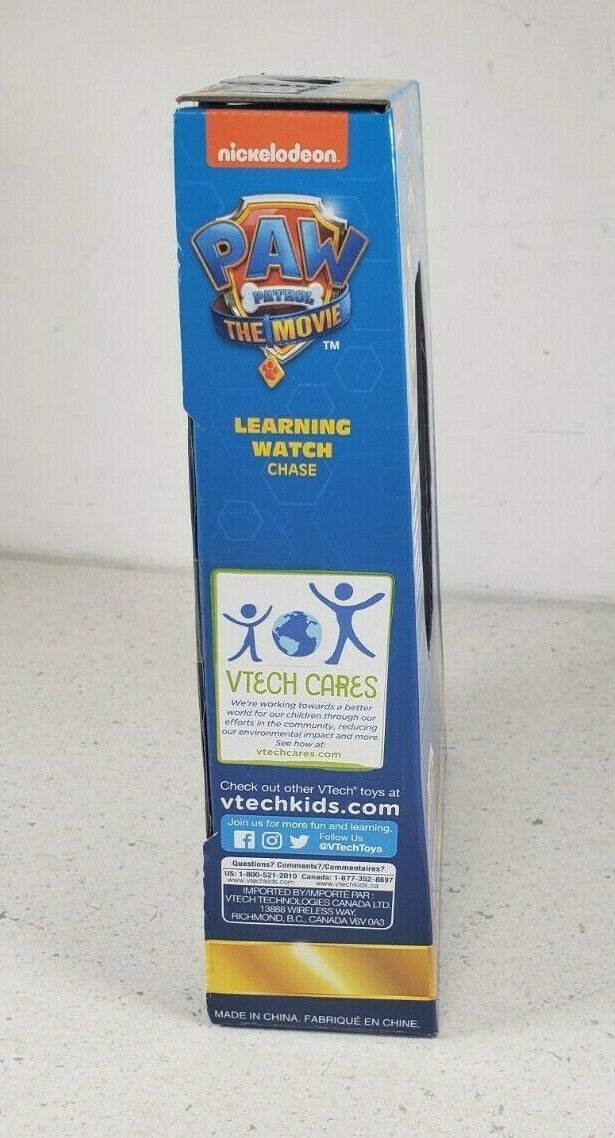 nickelodeon
PAW
PATROL
THE MOVIE
TM
LEARNING
WATCH
CHASE
VTECH CARES
We're working towards a better
world for our children through our
efforts in the community, reducing
our environmental impact and more.
See how at:
vtechcares.com
Check out other VTech® toys at
vtechkids.com
Join us for more fun and learning.
Follow Us
@VTechToys
Questions? Comments?/Commentaires?
US: 1-800-521-2010 Canada: 1-877-352-8697
www.vtechkids.com www.vtechkids.ca
IMPORTED BY/IMPORTÉ PAR :
VTECH TECHNOLOGIES CANADA LTD.
13888 WIRELESS WAY,
RICHMOND, B.C., CANADA V6V 0A3
MADE IN CHINA. FABRIQUÉ EN CHINE.